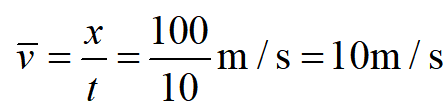 v̄ = x/t = 100/10 m / s = 10m / s